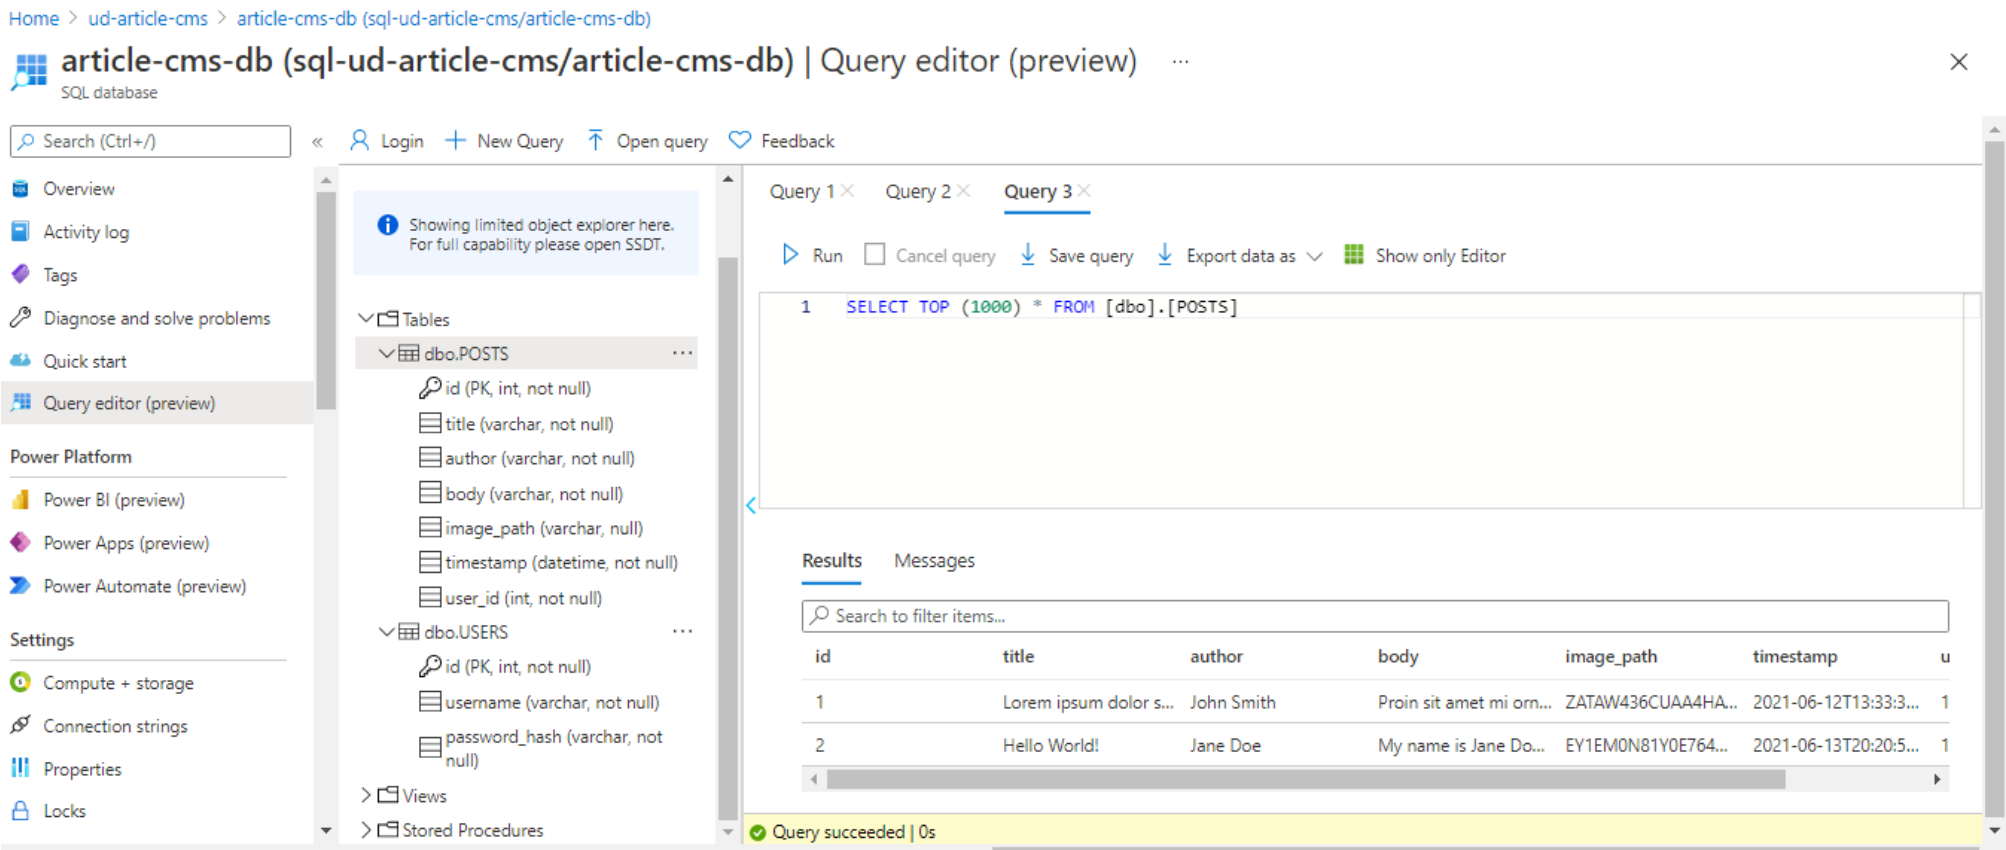 Home > ud-article-cms > article-cms-db (sql-ud-article-cms/article-cms-db)
article-cms-db (sql-ud-article-cms/article-cms-db) | Query editor (preview) ...
SQL database
Search (Ctrl+/)
«
Overview
Activity log
Tags
Diagnose and solve problems
Quick start
Query editor (preview)
Power Platform
Power BI (preview)
Power Apps (preview)
Power Automate (preview)
Settings
Compute + storage
Connection strings
Properties
Locks
Login New Query Open query Feedback
Showing limited object explorer here.
For full capability please open SSDT.
Tables
dbo.POSTS ...
id (PK, int, not null)
title (varchar, not null)
author (varchar, not null)
body (varchar, not null)
image_path (varchar, null)
timestamp (datetime, not null)
user_id (int, not null)
dbo.USERS ...
id (PK, int, not null)
username (varchar, not null)
password_hash (varchar, not
null)
Views
Stored Procedures
Query 1 Query 2 Query 3
Run Cancel query Save query Export data as Show only Editor
1 SELECT TOP (1000) * FROM [dbo].[POSTS]
Results Messages
Search to filter items...
id title author body image_path timestamp u
1 Lorem ipsum dolor s... John Smith Proin sit amet mi orn... ZATAW436CUAA4HA... 2021-06-12T13:33:3... 1
2 Hello World! Jane Doe My name is Jane Do... EY1EM0N81Y0E764... 2021-06-13T20:20:5... 1
Query succeeded | 0s